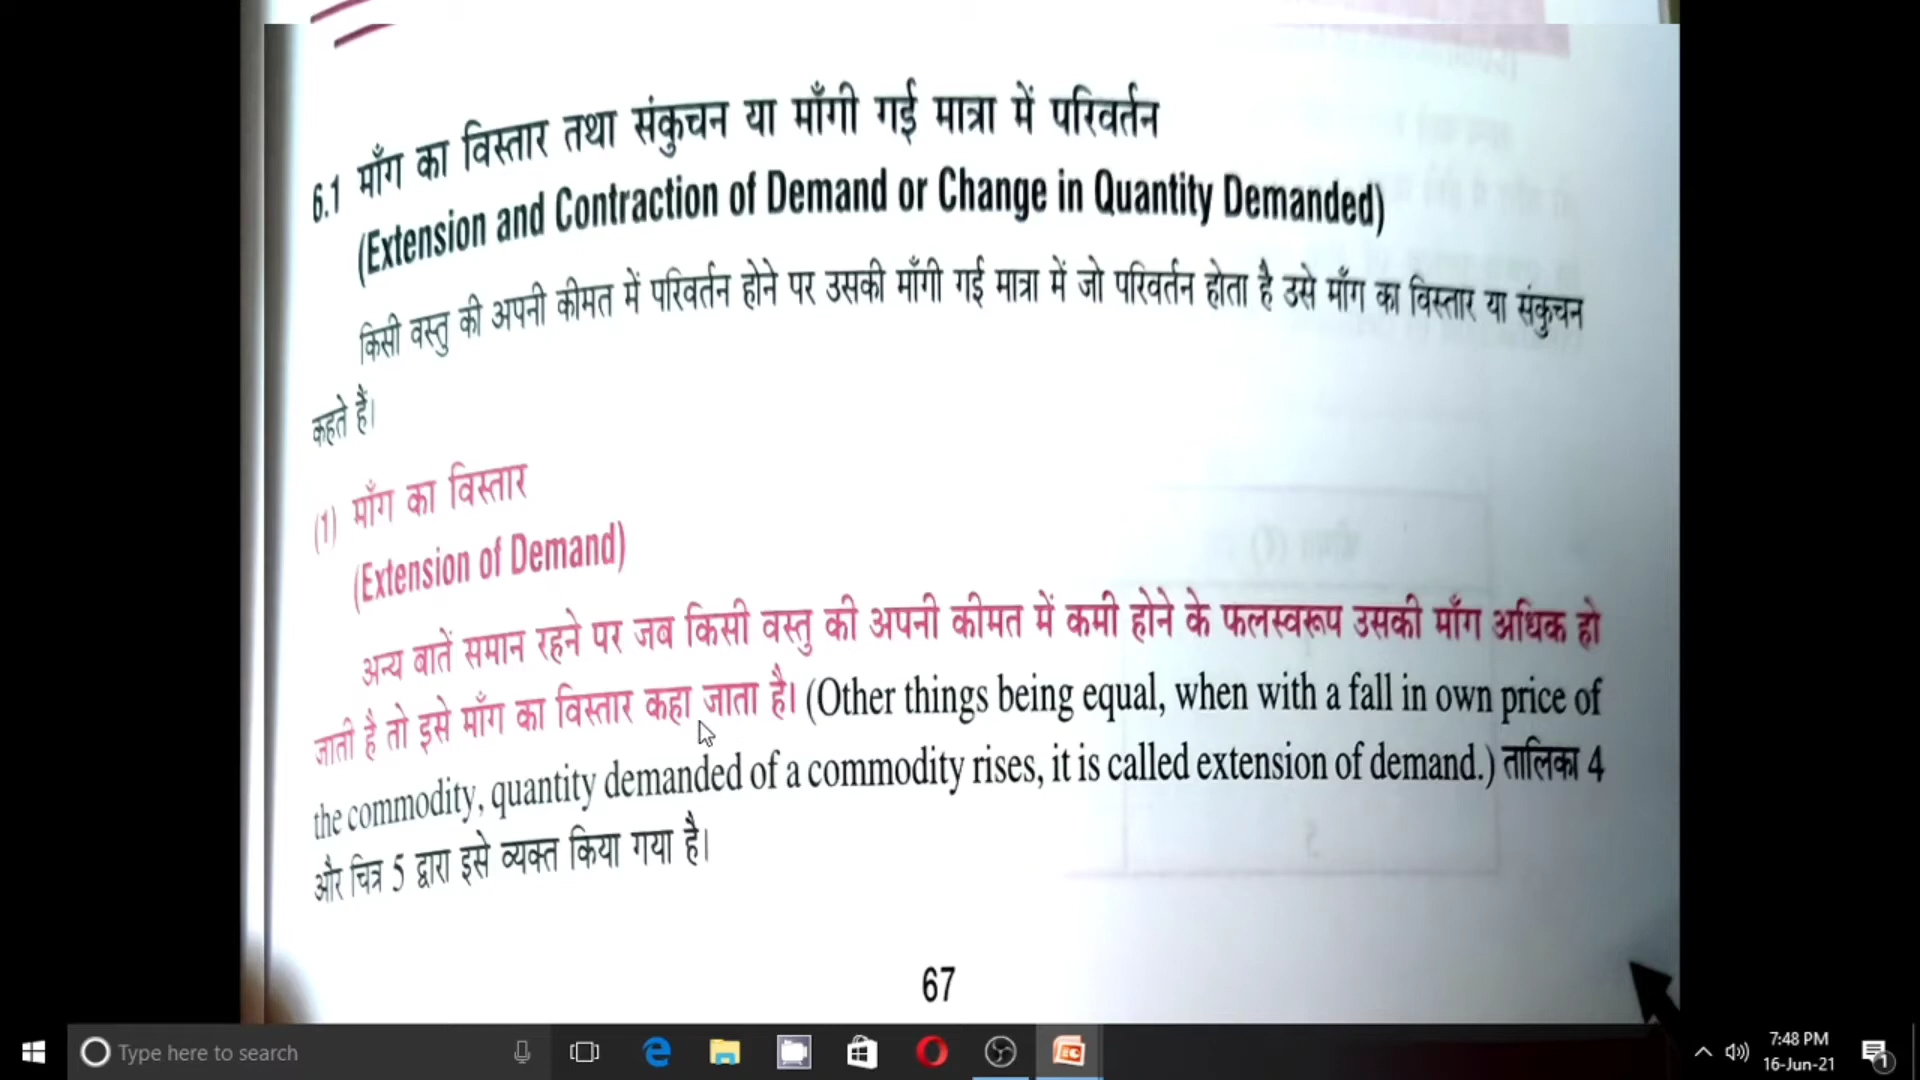 6.1 माँग का विस्तार तथा संकुचन या माँगी गई मात्रा में परिवर्तन
(Extension and Contraction of Demand or Change in Quantity Demanded)
किसी वस्तु की अपनी कीमत में परिवर्तन होने पर उसकी माँगी गई मात्रा में जो परिवर्तन होता है उसे माँग का विस्तार या संकुचन
कहते हैं।
(1) माँग का विस्तार
(Extension of Demand)
अन्य बातें समान रहने पर जब किसी वस्तु की अपनी कीमत में कमी होने के फलस्वरूप उसकी माँग अधिक हो
जाती है तो इसे माँग का विस्तार कहा जाता है। (Other things being equal, when with a fall in own price of
the commodity, quantity demanded of a commodity rises, it is called extension of demand.) तालिका 4
और चित्र 5 द्वारा इसे व्यक्त किया गया है।
67
Type here to search
7:48 PM
16-Jun-21
1